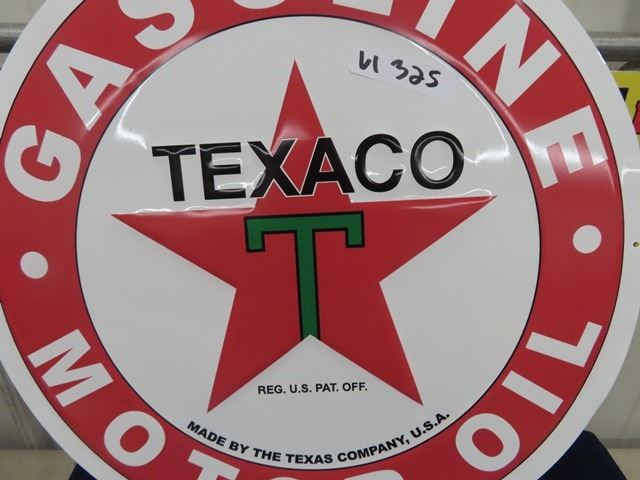 GASOLINE
VI 325
TEXACO
T
REG. U.S. PAT. OFF.
MADE BY THE TEXAS COMPANY, U.S.A.
MOTOR OIL